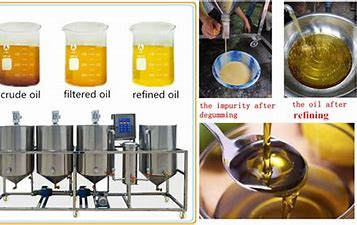 crude oil filtered oil refined oil
the impurity after
degumming
the oil after
refining